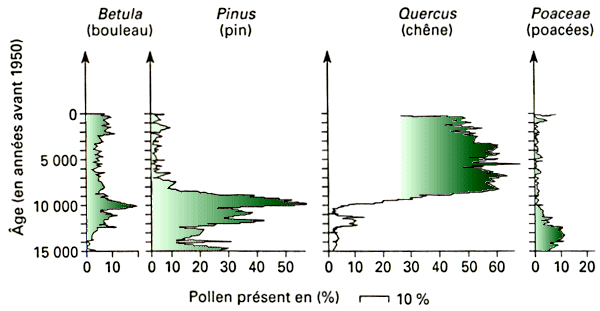 Betula
(bouleau)
Pinus
(pin)
Quercus
(chêne)
Poaceae
(poacées)
Âge (en années avant 1950)
0
5 000
10 000
15 000
0 10
0 10 20 30 40 50
0 10 20 30 40 50 60
0 10 20
Pollen présent en (%) 10 %